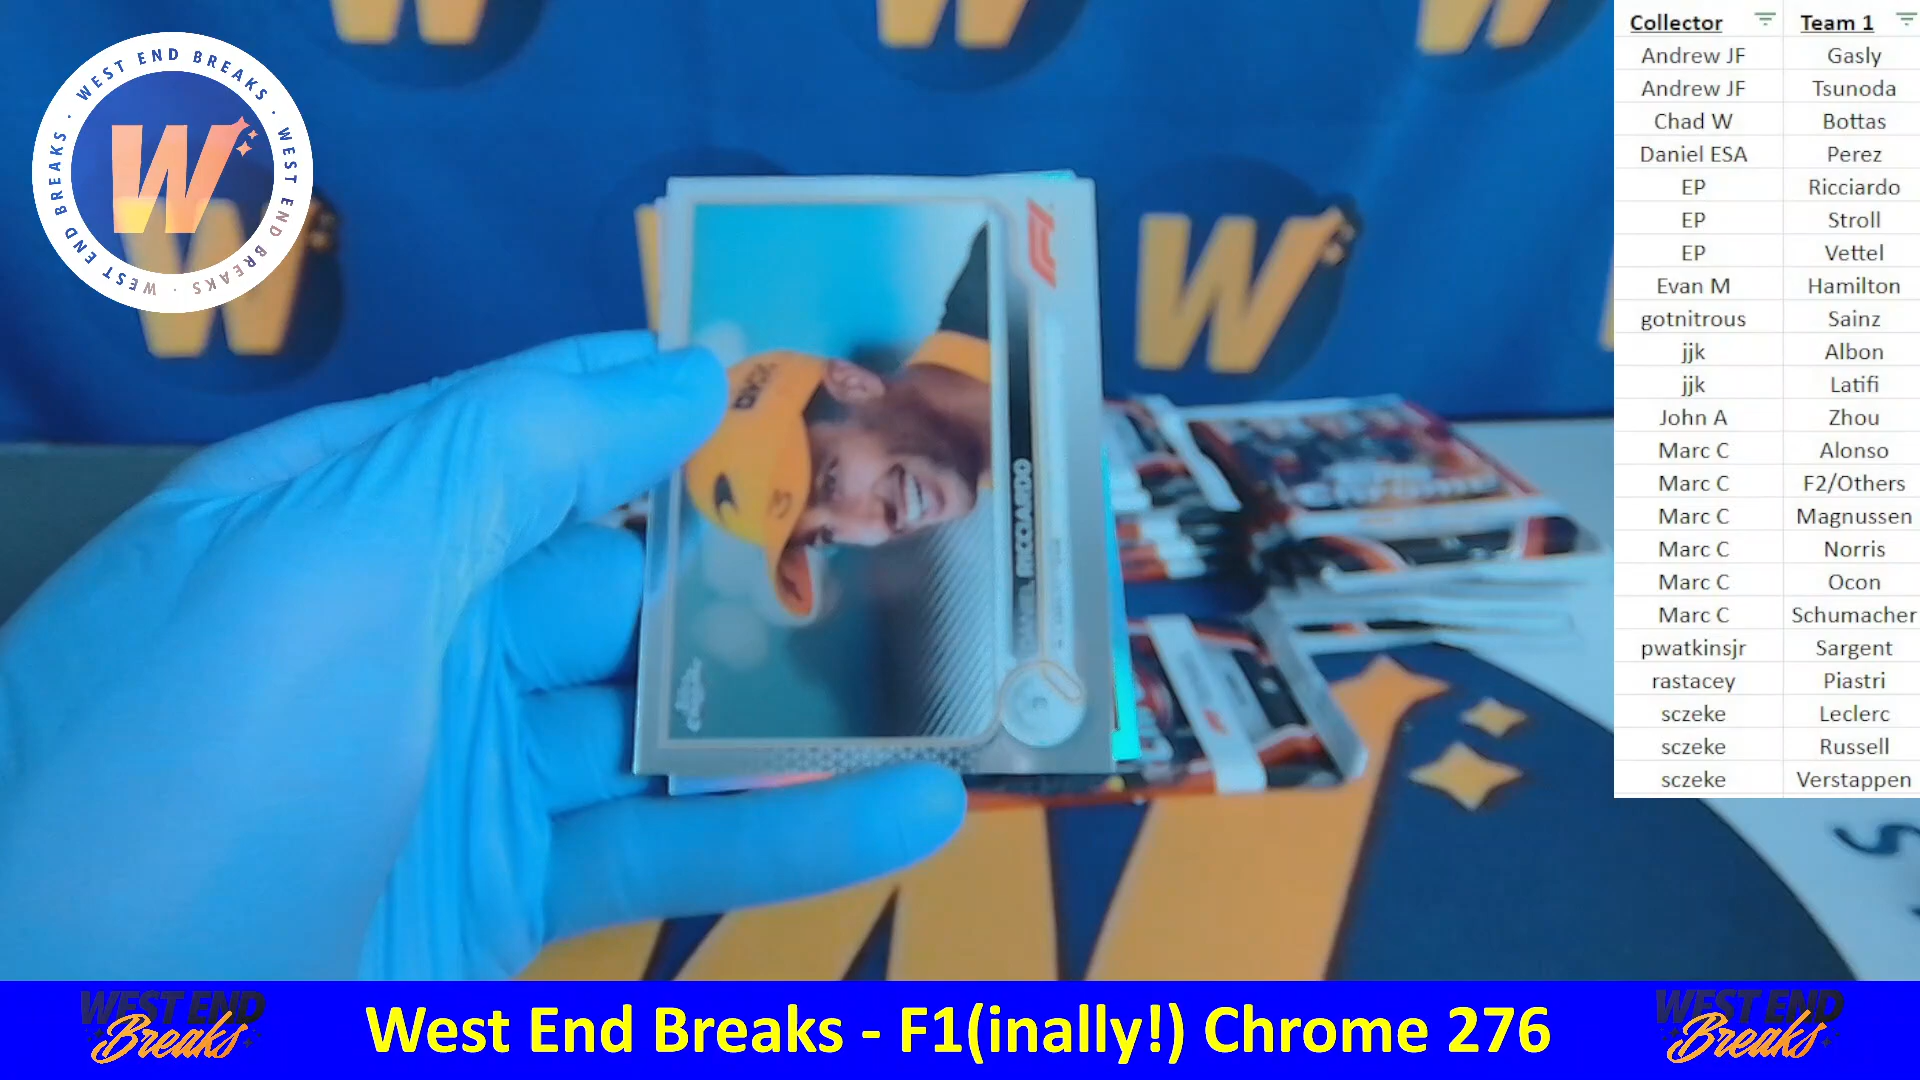 WEST END BREAKS · WEST END BREAKS · WEST END BREAKS ·
W
Collector Team 1
Andrew JF Gasly
Andrew JF Tsunoda
Chad W Bottas
Daniel ESA Perez
EP Ricciardo
EP Stroll
EP Vettel
Evan M Hamilton
gotnitrous Sainz
jjk Albon
jjk Latifi
John A Zhou
Marc C Alonso
Marc C F2/Others
Marc C Magnussen
Marc C Norris
Marc C Ocon
Marc C Schumacher
pwatkinsjr Sargent
rastacey Piastri
sczeke Leclerc
sczeke Russell
sczeke Verstappen
F1
DANIEL RICCIARDO
3
WEST END
Breaks
West End Breaks - F1(inally!) Chrome 276
WEST END
Breaks